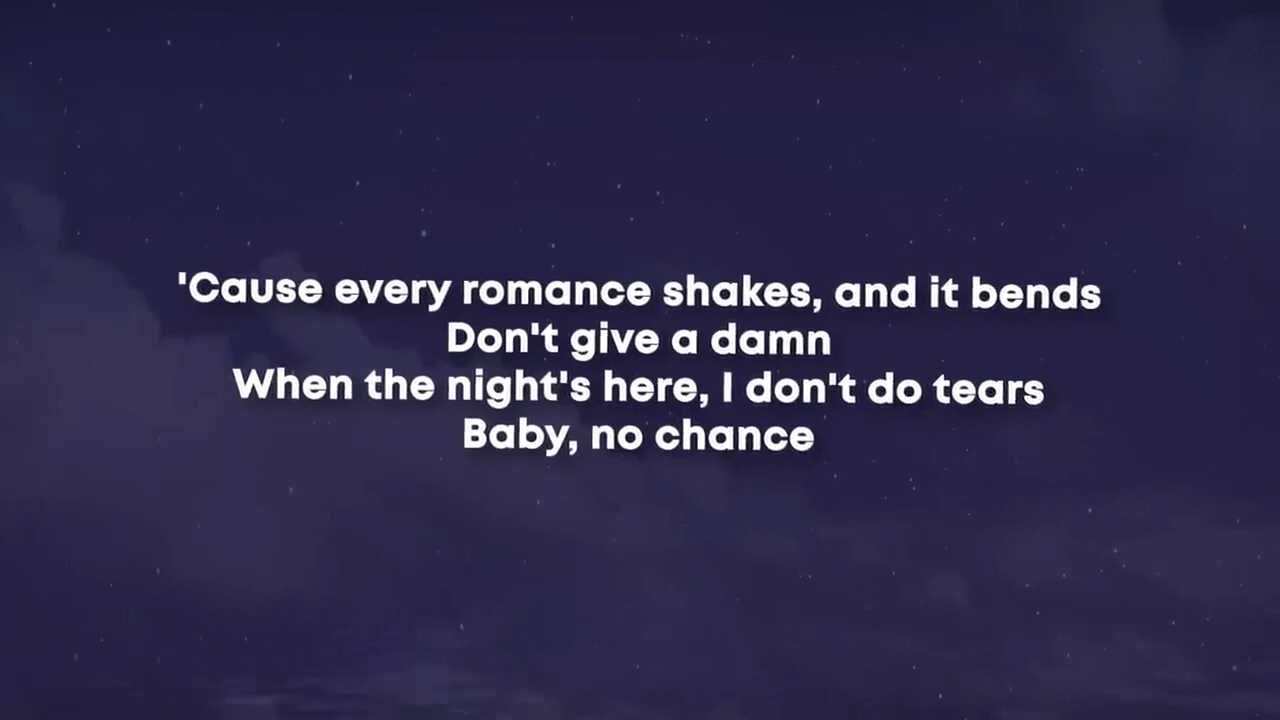 'Cause every romance shakes, and it bends
Don't give a damn
When the night's here, I don't do tears
Baby, no chance